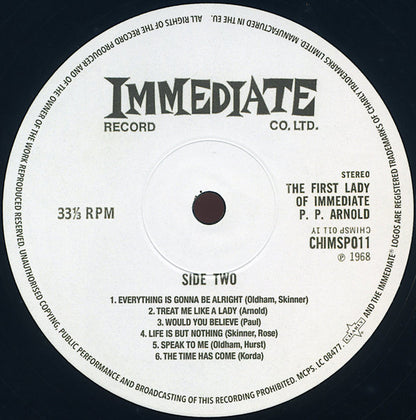 ALL RIGHTS OF THE RECORD PRODUCER AND OF THE OWNER OF THE WORK REPRODUCED RESERVED. UNAUTHORISED COPYING, PUBLIC PERFORMANCE AND BROADCASTING OF THIS RECORDING PROHIBITED. MCPS. LC 08477.
MANUFACTURED IN THE EU.
AND THE IMMEDIATE® LOGOS ARE REGISTERED TRADEMARKS OF CHARLY TRADEMARKS LIMITED
IMMEDIATE
RECORD CO, LTD.
STEREO
THE FIRST LADY
OF IMMEDIATE
P. P. ARNOLD
CHIMSP 011 1Y
CHIMSP011
℗ 1968
33⅓ RPM
SIDE TWO
1. EVERYTHING IS GONNA BE ALRIGHT (Oldham, Skinner)
2. TREAT ME LIKE A LADY (Arnold)
3. WOULD YOU BELIEVE (Paul)
4. LIFE IS BUT NOTHING (Skinner, Rose)
5. SPEAK TO ME (Oldham, Hurst)
6. THE TIME HAS COME (Korda)